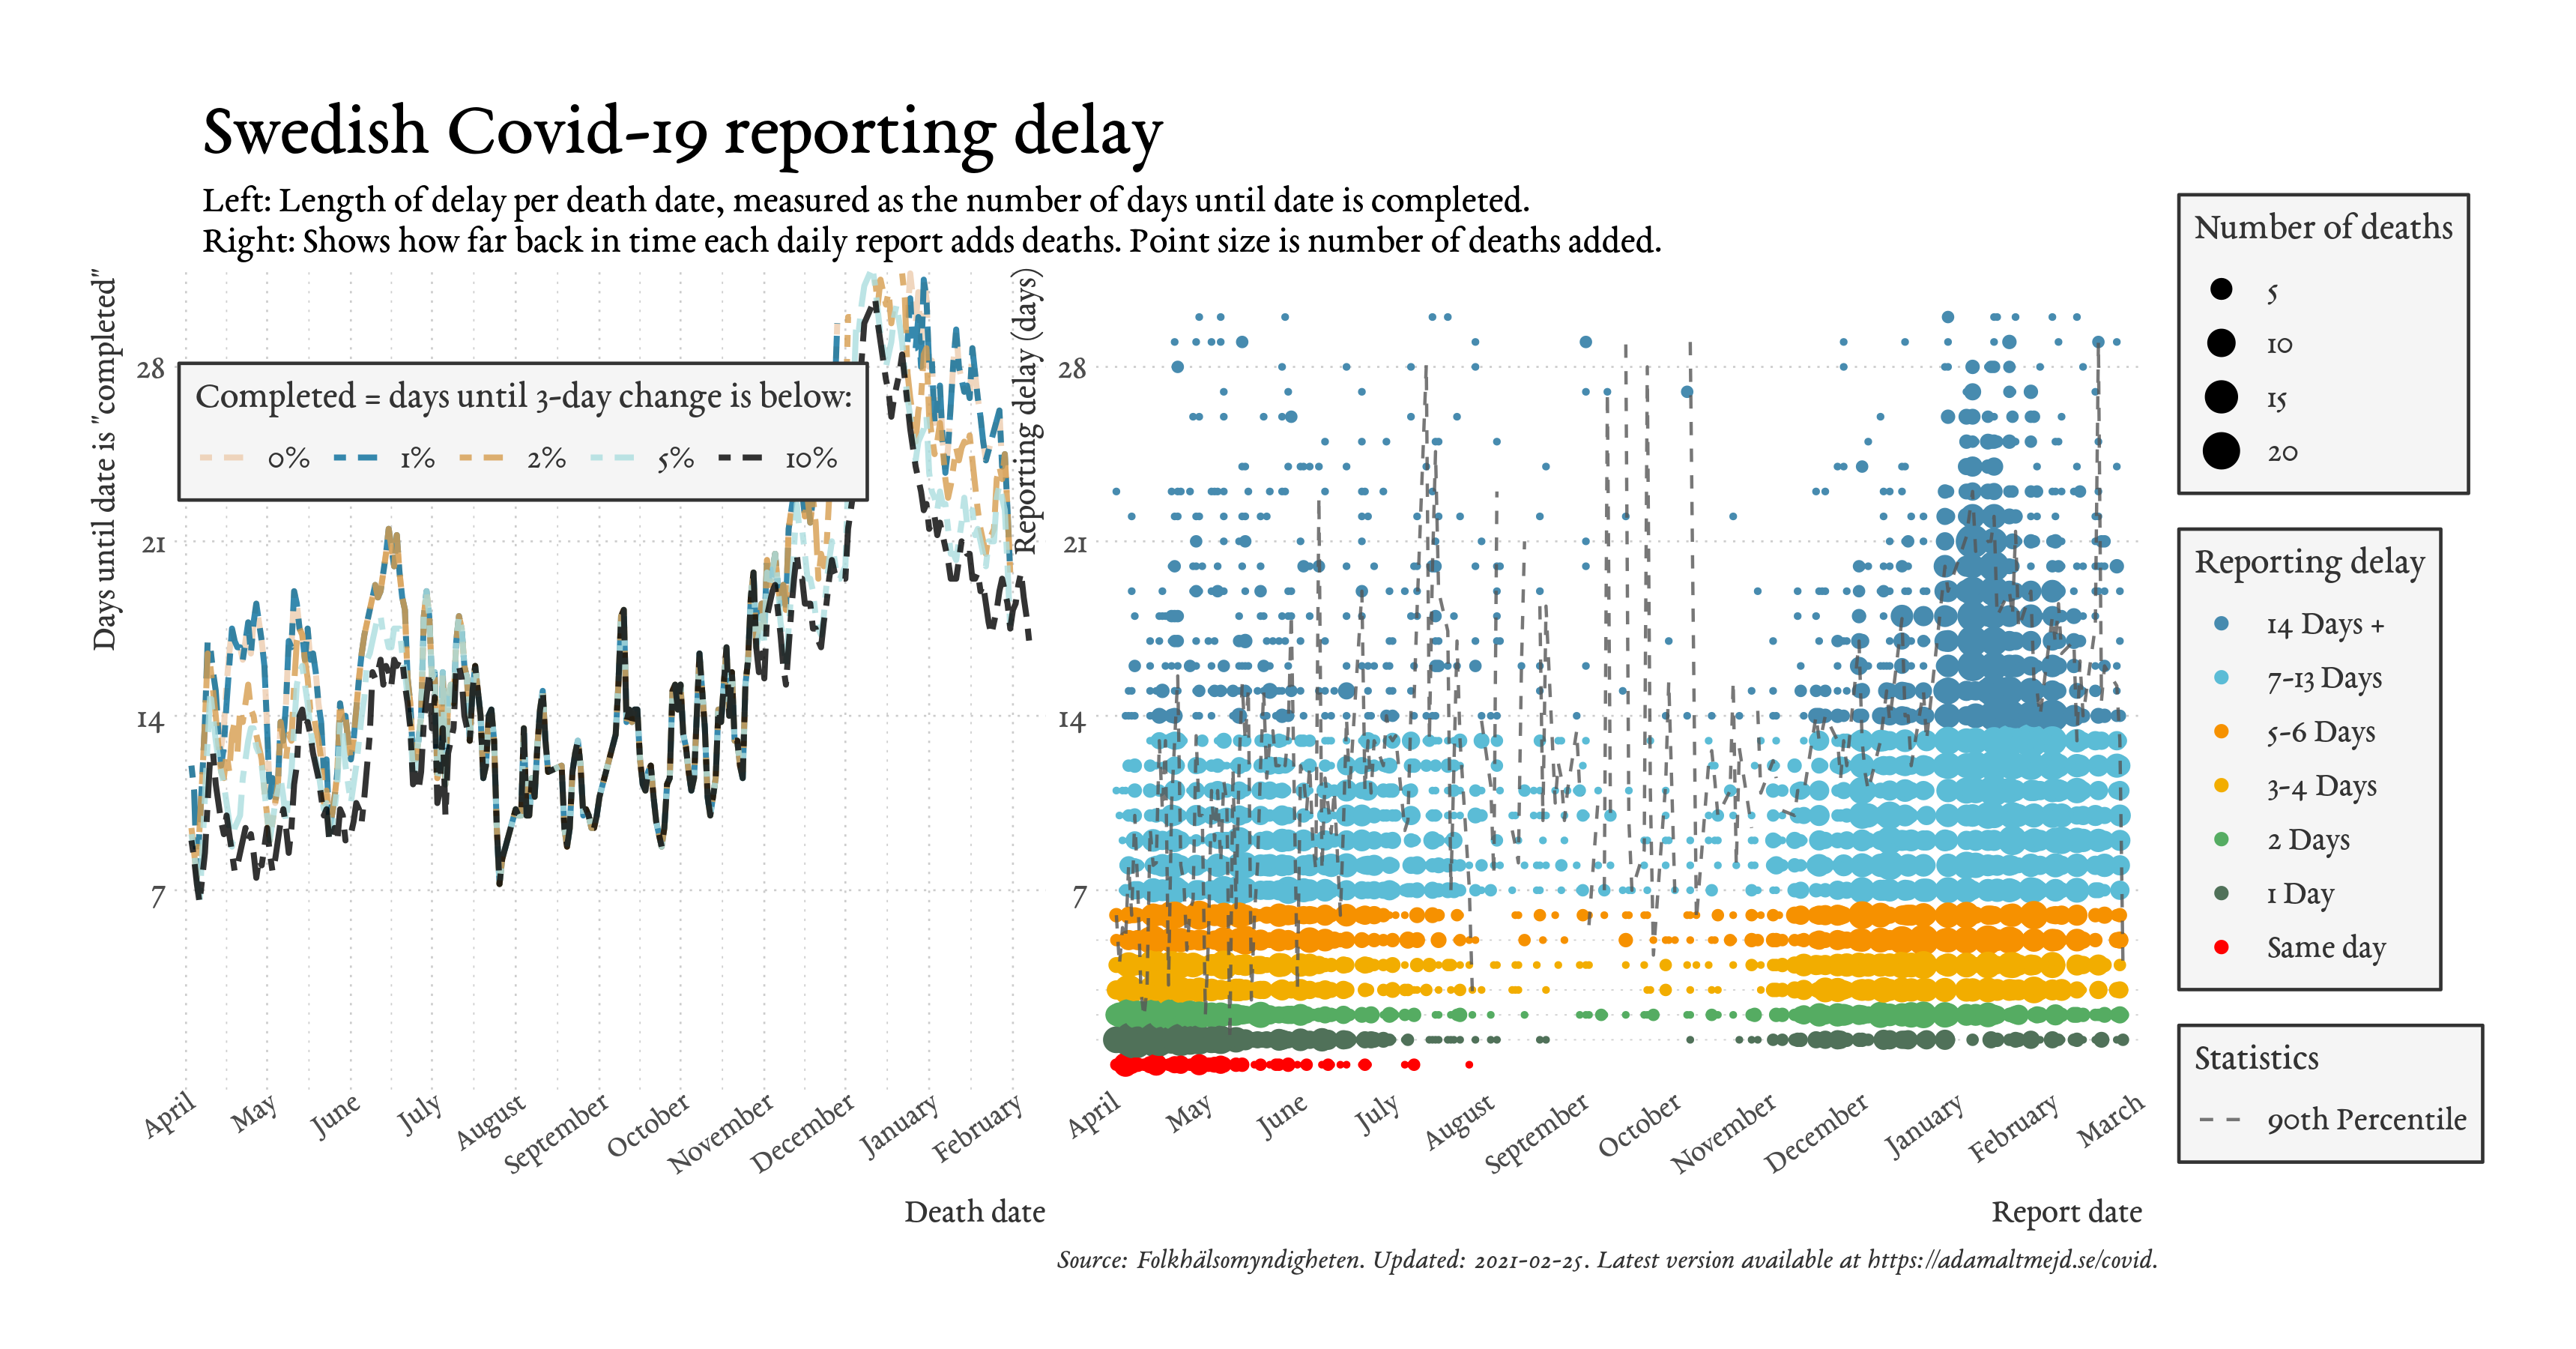 Swedish Covid-19 reporting delay
Left: Length of delay per death date, measured as the number of days until date is completed.
Right: Shows how far back in time each daily report adds deaths. Point size is number of deaths added.
Days until date is "completed"
28
21
14
7
Completed = days until 3-day change is below:
0% 1% 2% 5% 10%
April May June July August September October November December January February
Death date
Reporting delay (days)
28
21
14
7
April May June July August September October November December January February March
Report date
Number of deaths
5
10
15
20
Reporting delay
14 Days +
7-13 Days
5-6 Days
3-4 Days
2 Days
1 Day
Same day
Statistics
90th Percentile
Source: Folkhälsomyndigheten. Updated: 2021-02-25. Latest version available at https://adamaltmejd.se/covid.